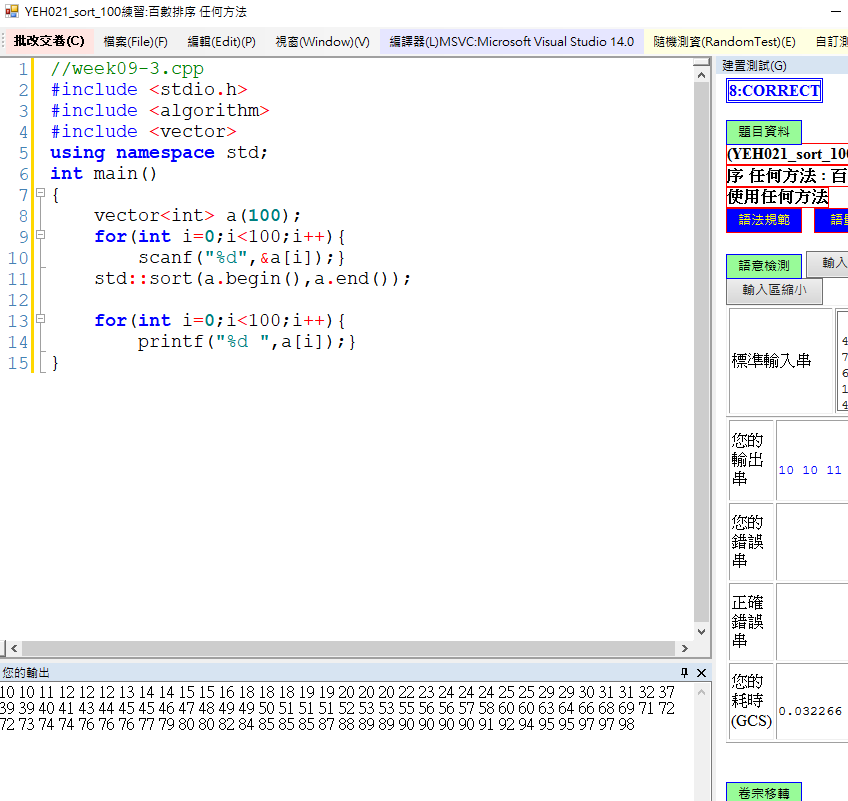 YEH021_sort_100練習:百數排序 任何方法
批改交卷(C) 檔案(File)(F) 編輯(Edit)(P) 視窗(Window)(V) 編譯器(L)MSVC:Microsoft Visual Studio 14.0 隨機測資(RandomTest)(E) 自訂測
1 //week09-3.cpp
2 #include <stdio.h>
3 #include <algorithm>
4 #include <vector>
5 using namespace std;
6 int main()
7 {
8 vector<int> a(100);
9 for(int i=0;i<100;i++){
10 scanf("%d",&a[i]);}
11 std::sort(a.begin(),a.end());
12
13 for(int i=0;i<100;i++){
14 printf("%d ",a[i]);}
15 }
建置測試(G)
8:CORRECT
題目資料
(YEH021_sort_100
序 任何方法 : 百
使用任何方法
語法規範
語意檢測 輸入
輸入區縮小
標準輸入串
4
7
6
1
4
您的
輸出
串
10 10 11
您的
錯誤
串
正確
錯誤
串
您的
耗時
(GCS)
0.032266
卷宗移轉
您的輸出
10 10 11 12 12 12 13 14 14 15 15 16 18 18 18 19 19 20 20 20 22 23 24 24 24 25 25 29 29 30 31 31 32 37
39 39 40 41 43 44 45 45 46 47 48 49 49 50 51 51 51 52 53 53 55 56 56 57 58 60 60 60 64 66 68 69 71 72
72 73 74 74 76 76 76 77 79 80 80 82 84 85 85 87 88 89 89 90 90 90 90 91 92 94 95 95 97 97 98